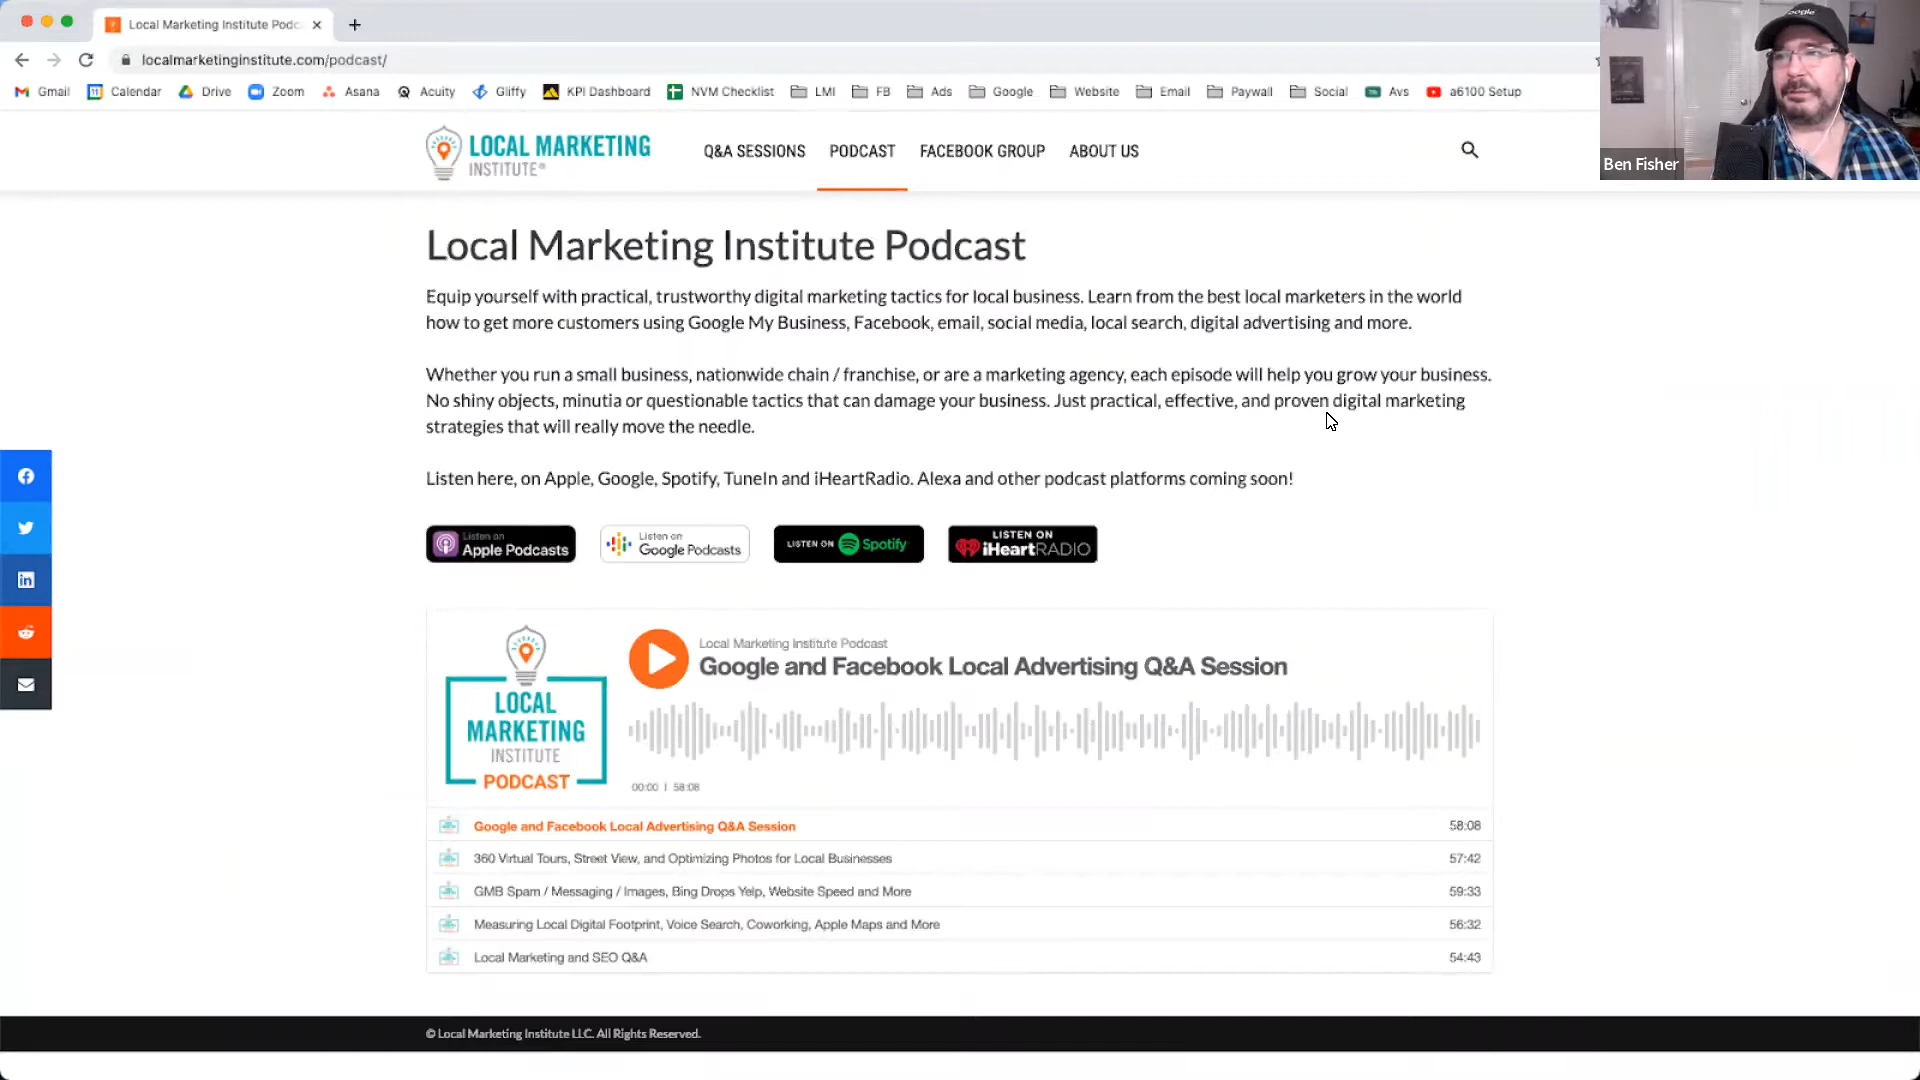 Local Marketing Institute Podc
localmarketinginstitute.com/podcast/
Gmail Calendar Drive Zoom Asana Acuity Gliffy KPI Dashboard NVM Checklist LMI FB Ads Google Website Email Paywall Social Avs a6100 Setup
Google
Ben Fisher
LOCAL MARKETING
INSTITUTE®
Q&A SESSIONS PODCAST FACEBOOK GROUP ABOUT US
Local Marketing Institute Podcast
Equip yourself with practical, trustworthy digital marketing tactics for local business. Learn from the best local marketers in the world
how to get more customers using Google My Business, Facebook, email, social media, local search, digital advertising and more.
Whether you run a small business, nationwide chain / franchise, or are a marketing agency, each episode will help you grow your business.
No shiny objects, minutia or questionable tactics that can damage your business. Just practical, effective, and proven digital marketing
strategies that will really move the needle.
Listen here, on Apple, Google, Spotify, TuneIn and iHeartRadio. Alexa and other podcast platforms coming soon!
Listen on
Apple Podcasts
Listen on
Google Podcasts
LISTEN ON Spotify
LISTEN ON
iHeartRADIO
LOCAL
MARKETING
INSTITUTE
PODCAST
Local Marketing Institute Podcast
Google and Facebook Local Advertising Q&A Session
00:00 | 58:08
Google and Facebook Local Advertising Q&A Session 58:08
360 Virtual Tours, Street View, and Optimizing Photos for Local Businesses 57:42
GMB Spam / Messaging / Images, Bing Drops Yelp, Website Speed and More 59:33
Measuring Local Digital Footprint, Voice Search, Coworking, Apple Maps and More 56:32
Local Marketing and SEO Q&A 54:43
© Local Marketing Institute LLC. All Rights Reserved.